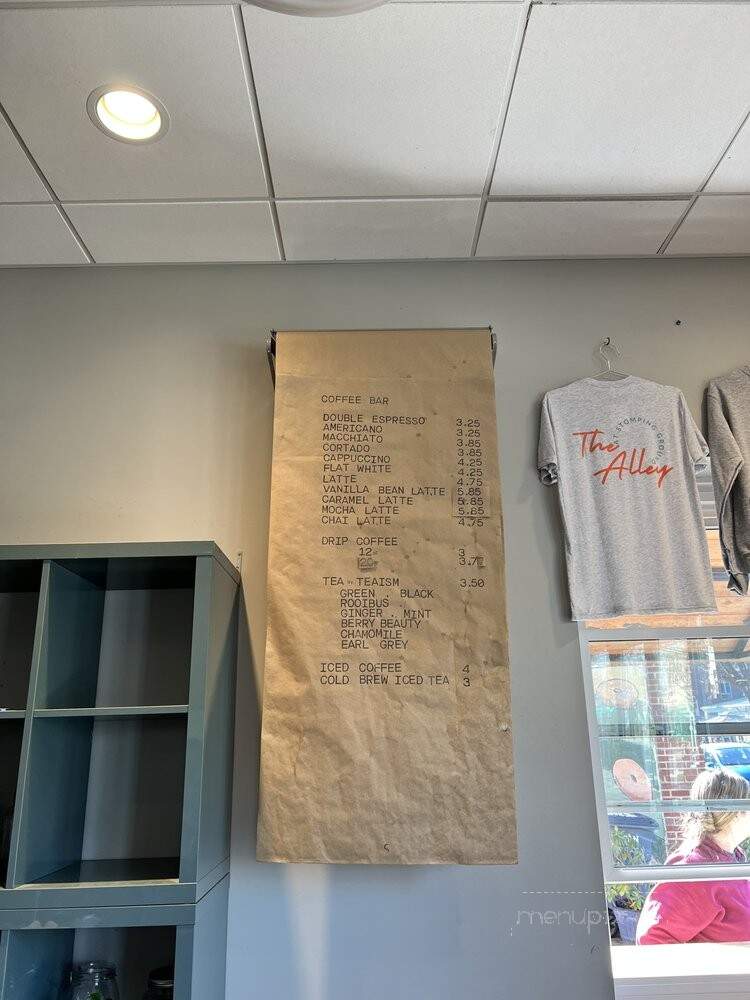 COFFEE BAR
DOUBLE ESPRESSO 3.25
AMERICANO 3.25
MACCHIATO 3.85
CORTADO 3.85
CAPPUCCINO 4.25
FLAT WHITE 4.25
LATTE 4.75
VANILLA BEAN LATTE 5.85
CARAMEL LATTE 5.85
MOCHA LATTE 5.85
CHAI LATTE 4.75
DRIP COFFEE
12 3
20
TEA TEAISM 3.50
GREEN . BLACK
ROOIBUS .
GINGER . MINT
BERRY BEAUTY
CHAMOMILE
EARL GREY
ICED COFFEE 4
COLD BREW ICED TEA 3
STOMPING
The
Alley